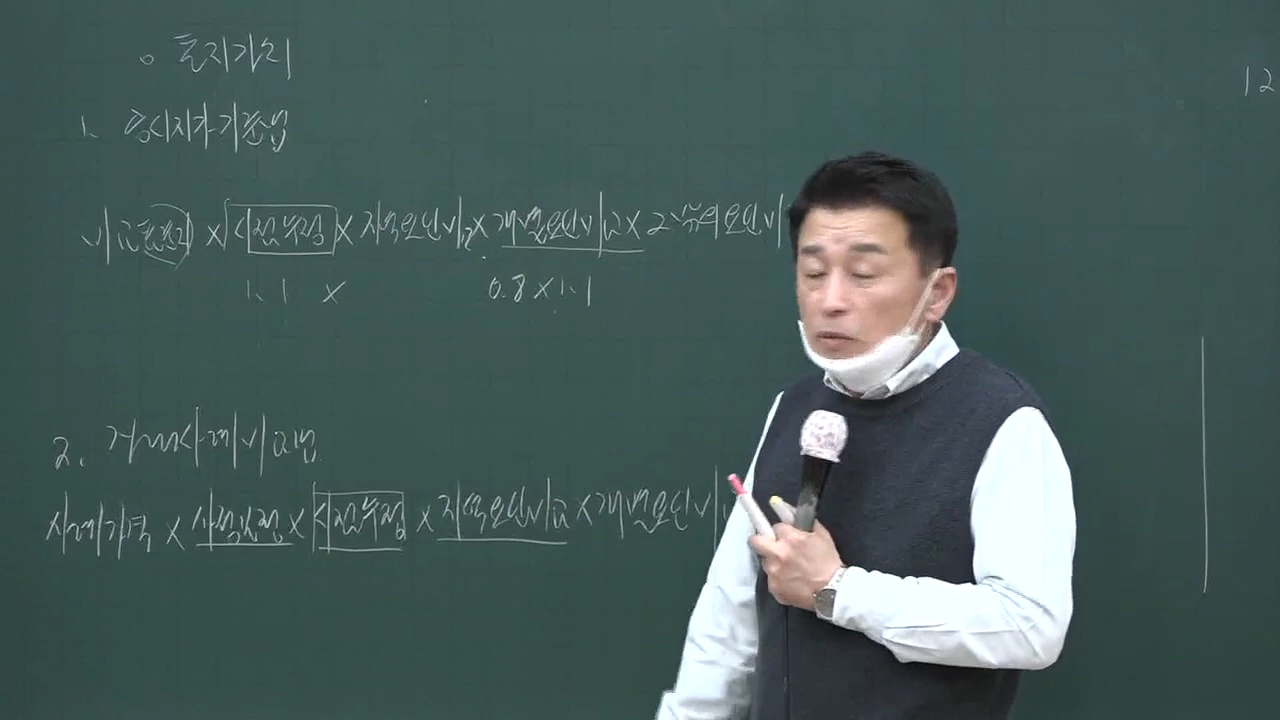 ○ 토지가치
1. 공시지가기준법
비교표준지 × 시점수정 × 지역요인비교 × 개별요인비교 × 그밖의요인비
1.1 × 0.8 × 1.1
2. 거래사례비교법
사례가격 × 사정보정 × 시점수정 × 지역요인비교 × 개별요인비
12